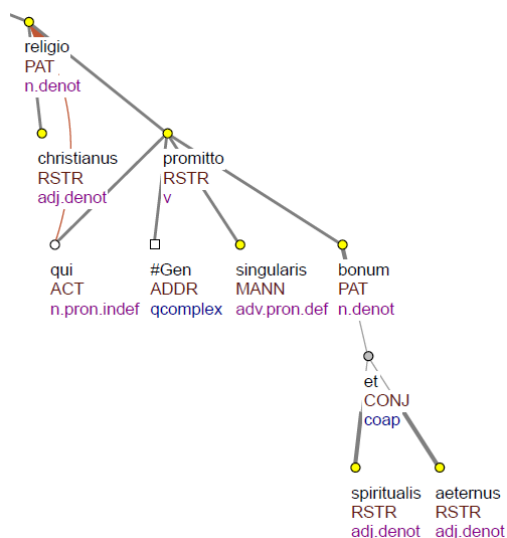 religio
PAT
n.denot
christianus
RSTR
adj.denot
promitto
RSTR
v
qui
ACT
n.pron.indef
#Gen
ADDR
qcomplex
singularis
MANN
adv.pron.def
bonum
PAT
n.denot
et
CONJ
coap
spiritualis
RSTR
adj.denot
aeternus
RSTR
adj.denot